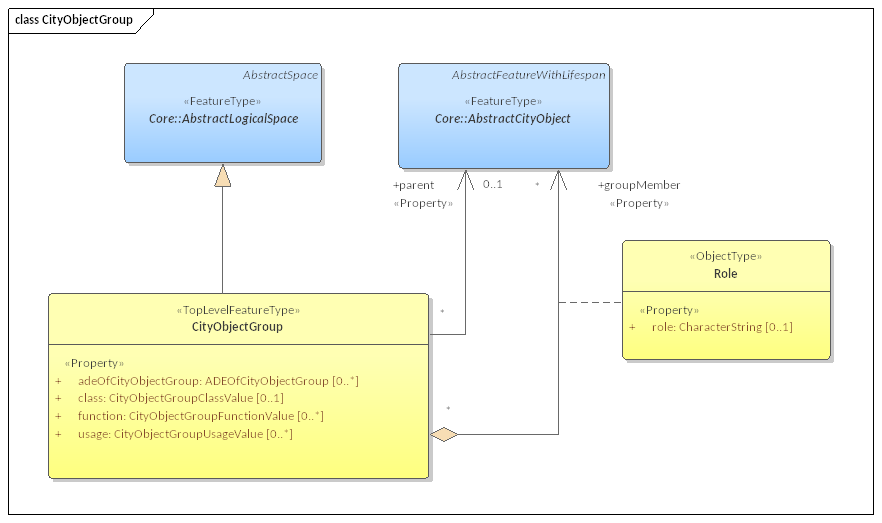 class CityObjectGroup
AbstractSpace
«FeatureType»
Core::AbstractLogicalSpace
AbstractFeatureWithLifespan
«FeatureType»
Core::AbstractCityObject
+parent
0..1
*
+groupMember
«Property»
«Property»
«ObjectType»
Role
«Property»
+ role: CharacterString [0..1]
«TopLevelFeatureType»
CityObjectGroup
*
«Property»
+ adeOfCityObjectGroup: ADEOfCityObjectGroup [0..*]
+ class: CityObjectGroupClassValue [0..1]
+ function: CityObjectGroupFunctionValue [0..*]
+ usage: CityObjectGroupUsageValue [0..*]
*